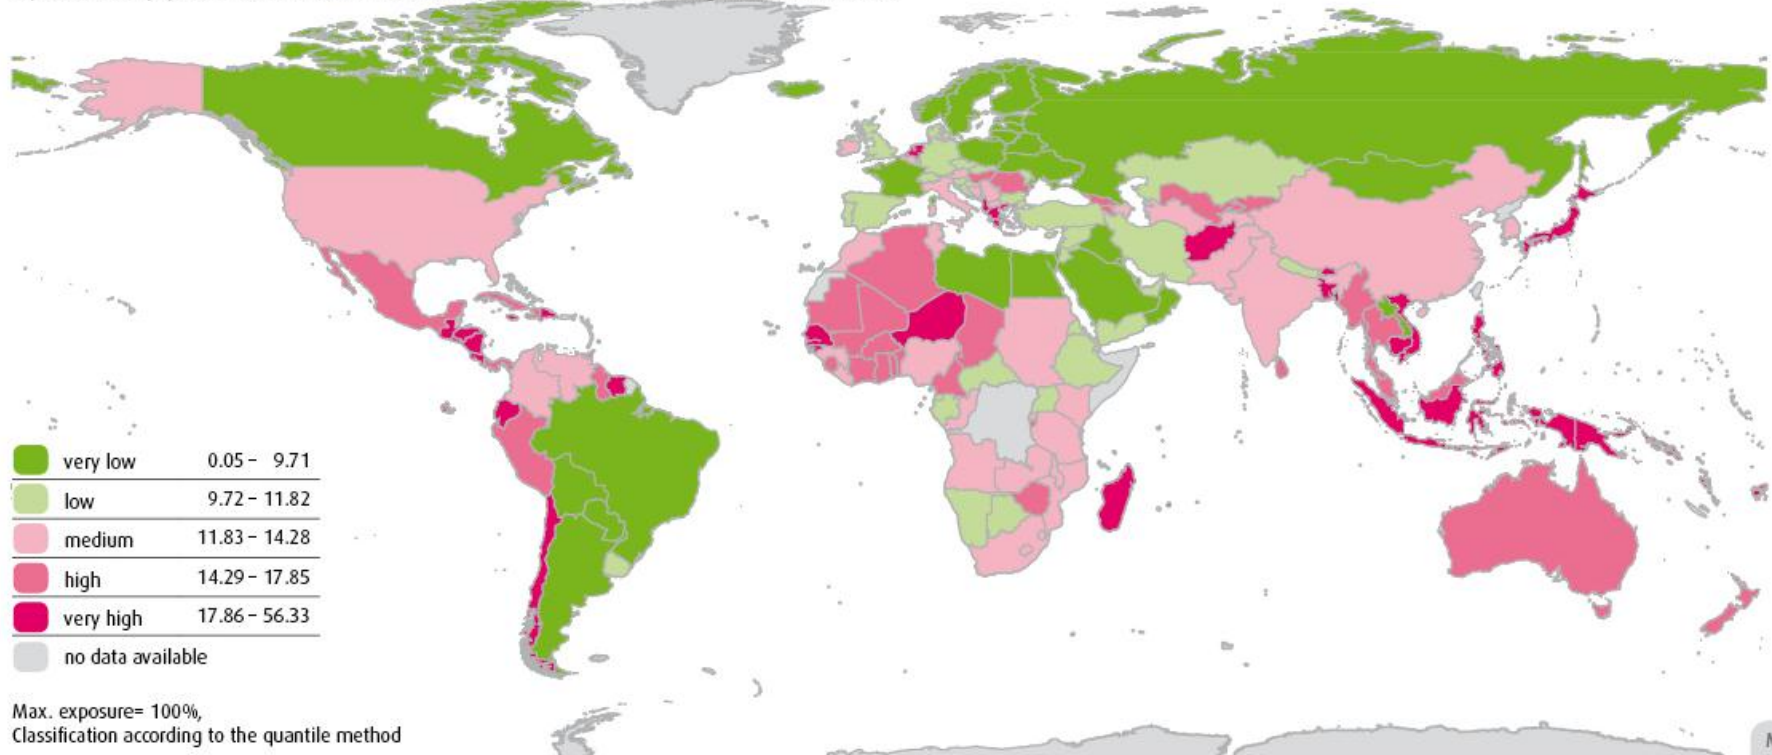 very low 0.05 – 9.71
low 9.72 – 11.82
medium 11.83 – 14.28
high 14.29 – 17.85
very high 17.86 – 56.33
no data available
Max. exposure= 100%,
Classification according to the quantile method